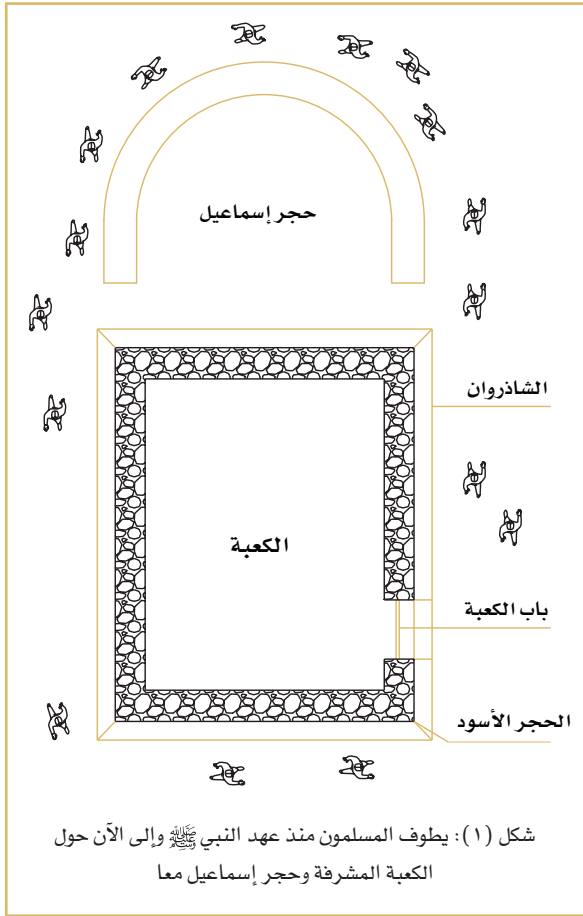 حجر إسماعيل
الشاذروان
الكعبة
باب الكعبة
الحجر الأسود
شكل (١): يطوف المسلمون منذ عهد النبي ﷺ وإلى الآن حول
الكعبة المشرفة وحجر إسماعيل معا